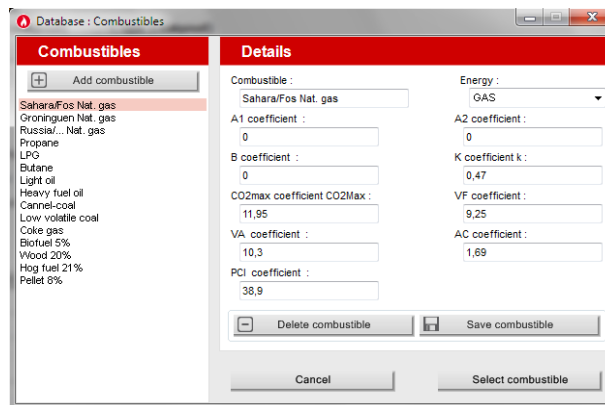 Database : Combustibles
Combustibles
Add combustible
Sahara/Fos Nat. gas
Groninguen Nat. gas
Russia/... Nat. gas
Propane
LPG
Butane
Light oil
Heavy fuel oil
Cannel-coal
Low volatile coal
Coke gas
Biofuel 5%
Wood 20%
Hog fuel 21%
Pellet 8%
Details
Combustible : Energy :
Sahara/Fos Nat. gas GAS
A1 coefficient : A2 coefficient :
0 0
B coefficient : K coefficient k :
0 0,47
CO2max coefficient CO2Max : VF coefficient :
11,95 9,25
VA coefficient : AC coefficient :
10,3 1,69
PCI coefficient :
38,9
Delete combustible Save combustible
Cancel Select combustible